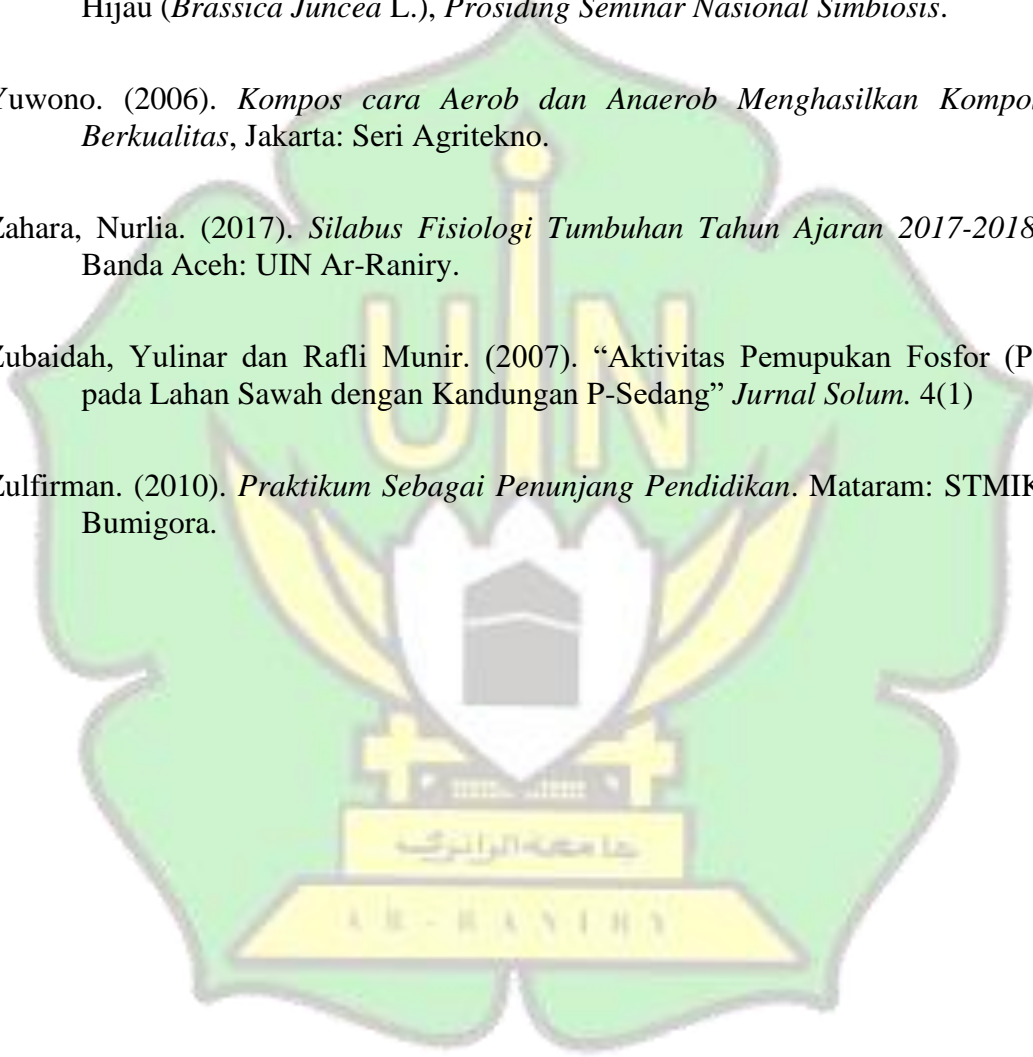 Hijau (Brassica Juncea L.), Prosiding Seminar Nasional Simbiosis.
Yuwono. (2006). Kompos cara Aerob dan Anaerob Menghasilkan Kompos
Berkualitas, Jakarta: Seri Agritekno.
Zahara, Nurlia. (2017). Silabus Fisiologi Tumbuhan Tahun Ajaran 2017-2018
Banda Aceh: UIN Ar-Raniry.
Zubaidah, Yulinar dan Rafli Munir. (2007). “Aktivitas Pemupukan Fosfor (P
pada Lahan Sawah dengan Kandungan P-Sedang” Jurnal Solum. 4(1)
Zulfirman. (2010). Praktikum Sebagai Penunjang Pendidikan. Mataram: STMIK
Bumigora.
UIN
جامعة الرانري
AR-RANIRY